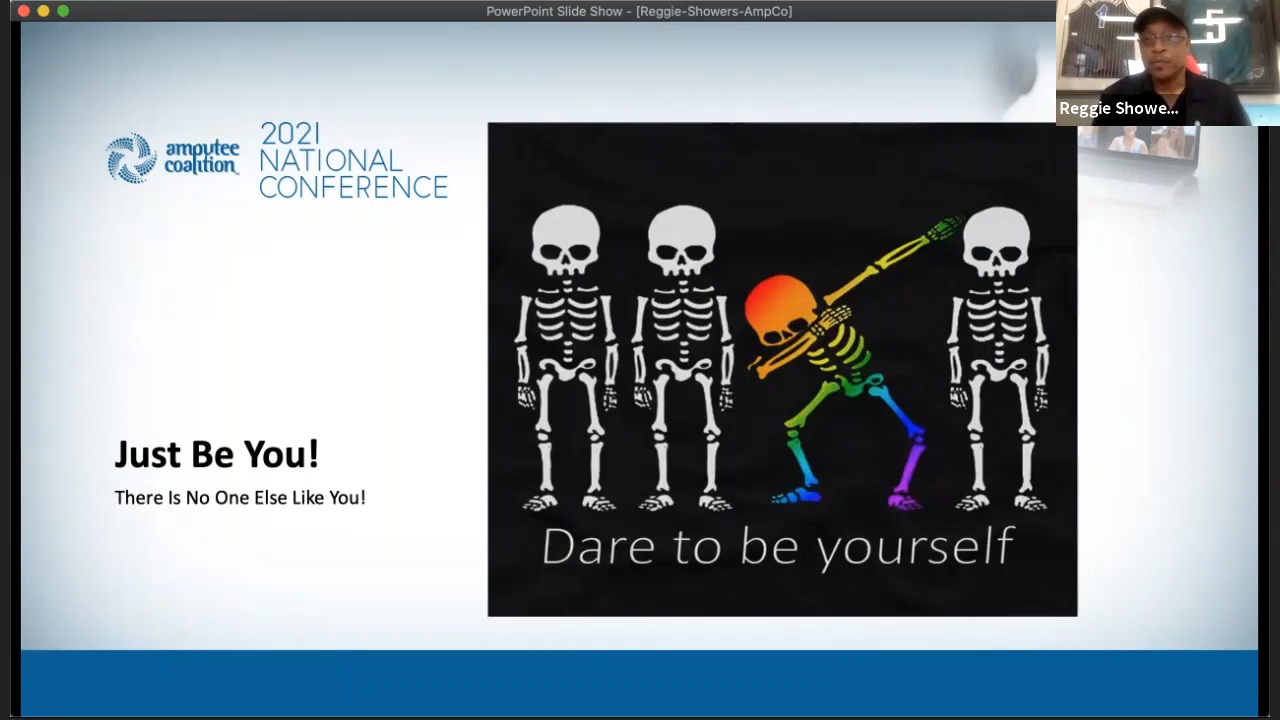 PowerPoint Slide Show - [Reggie-Showers-AmpCo]
5
Reggie Showe...
amputee
coalition
2021
NATIONAL
CONFERENCE
Just Be You!
There Is No One Else Like You!
Dare to be yourself